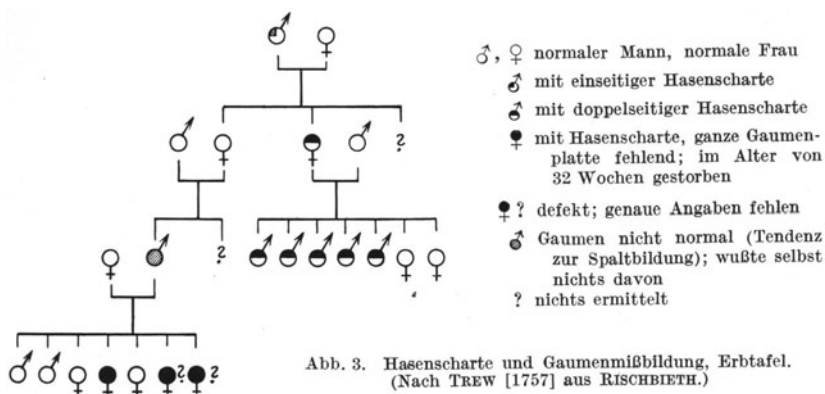 ♂, ♀ normaler Mann, normale Frau
mit einseitiger Hasenscharte
mit doppelseitiger Hasenscharte
mit Hasenscharte, ganze Gaumen-
platte fehlend; im Alter von
32 Wochen gestorben
? defekt; genaue Angaben fehlen
Gaumen nicht normal (Tendenz
zur Spaltbildung); wußte selbst
nichts davon
? nichts ermittelt
?
?
? ?
Abb. 3. Hasenscharte und Gaumenmißbildung, Erbtafel.
(Nach TREW [1757] aus RISCHBIETH.)